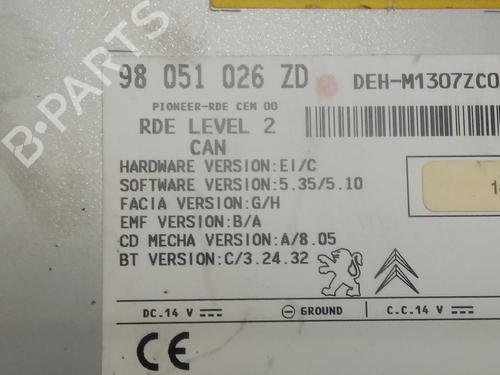 B-PARTS
98 051 026 ZD
DEH-M1307ZCO
PIONEER-RDE CEM 00
RDE LEVEL 2
CAN
HARDWARE VERSION:EI/C
SOFTWARE VERSION:5.35/5.10
FACIA VERSION:G/H
EMF VERSION:B/A
CD MECHA VERSION:A/8.05
BT VERSION:C/3.24.32
DC.14 V GROUND C.C.14 V
CE